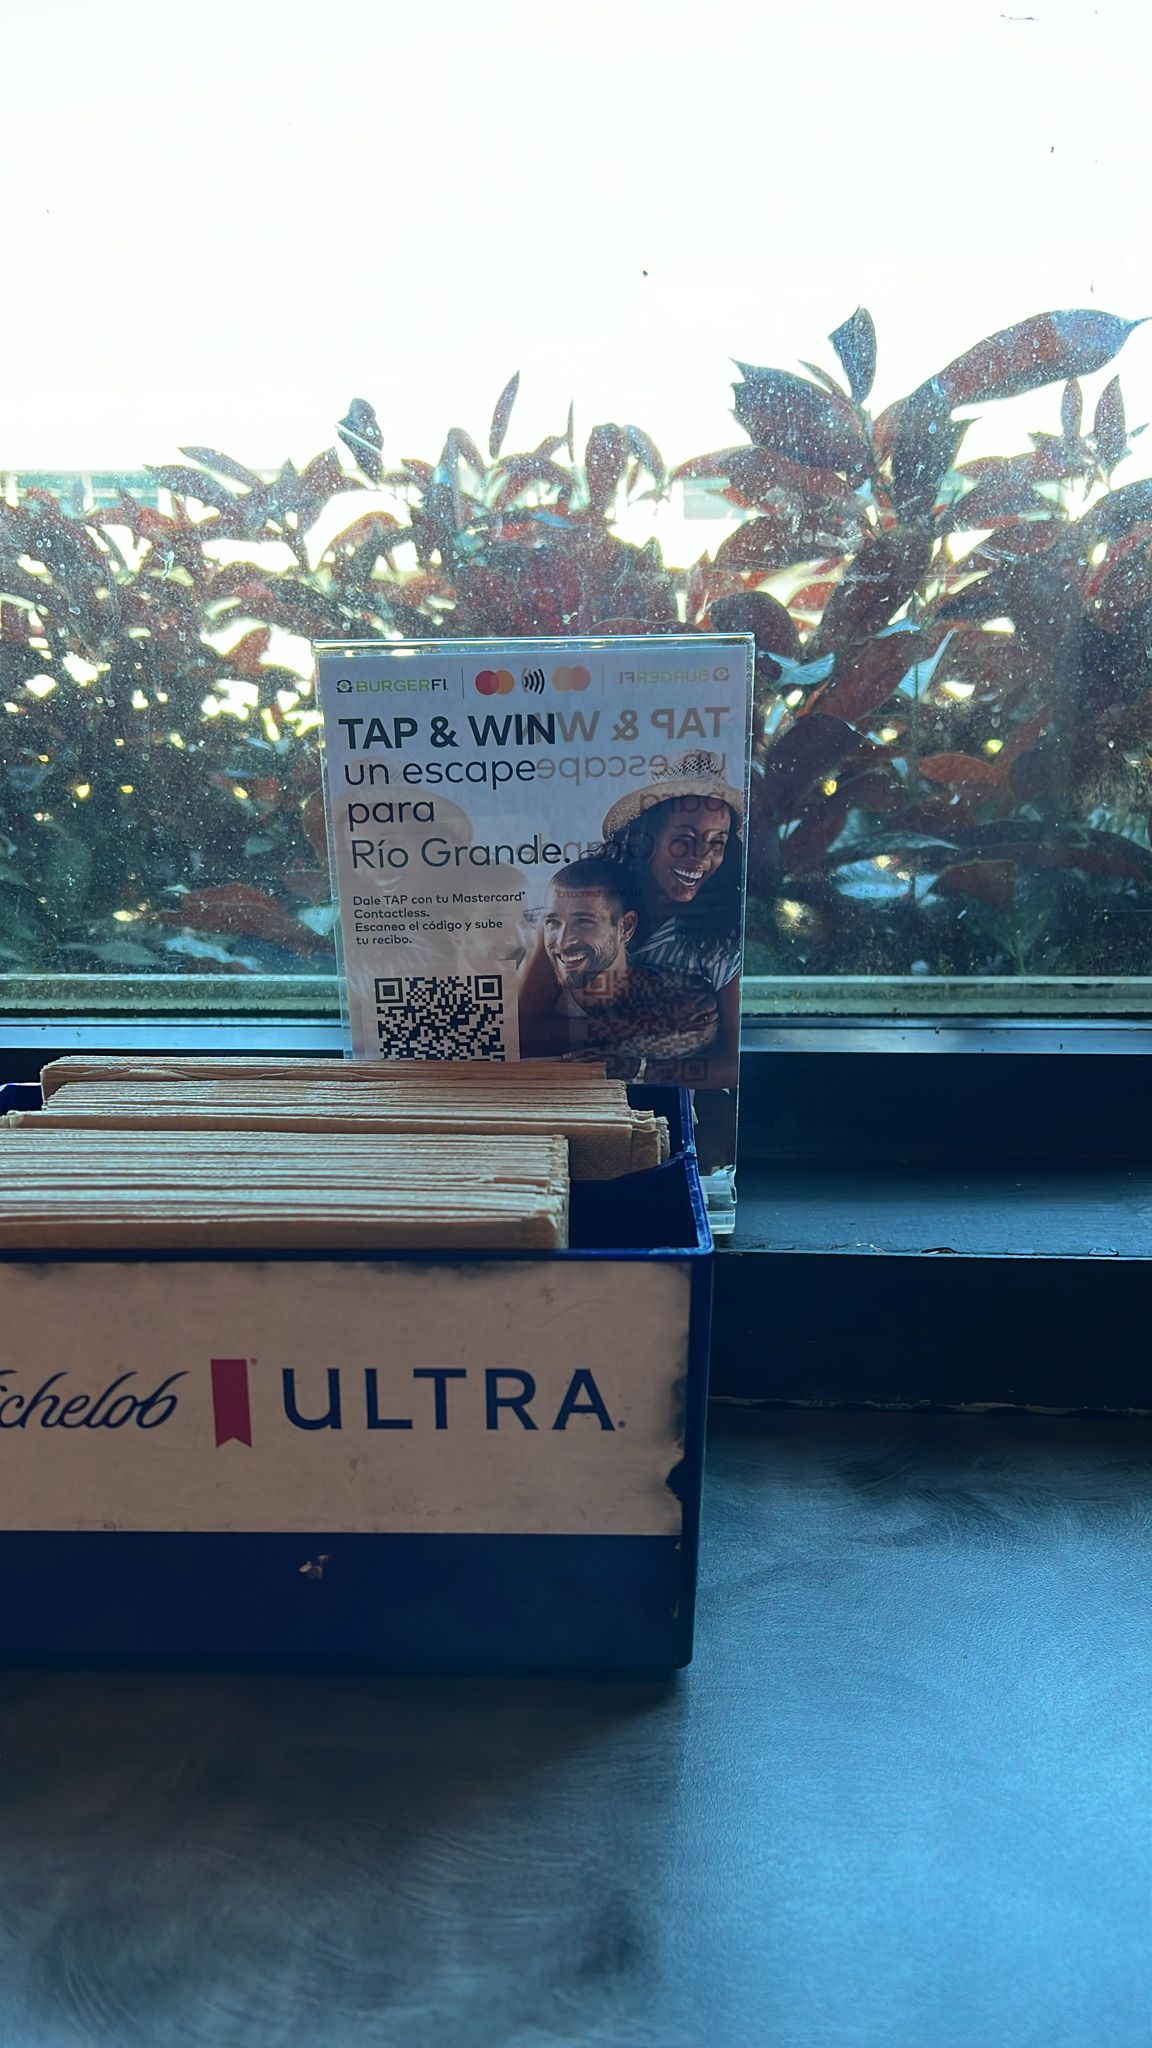 BURGERFI
TAP & WIN
un escape
para
Río Grande.
Dale TAP con tu Mastercard®
Contactless.
Escanea el código y sube
tu recibo.
ichelob ULTRA.